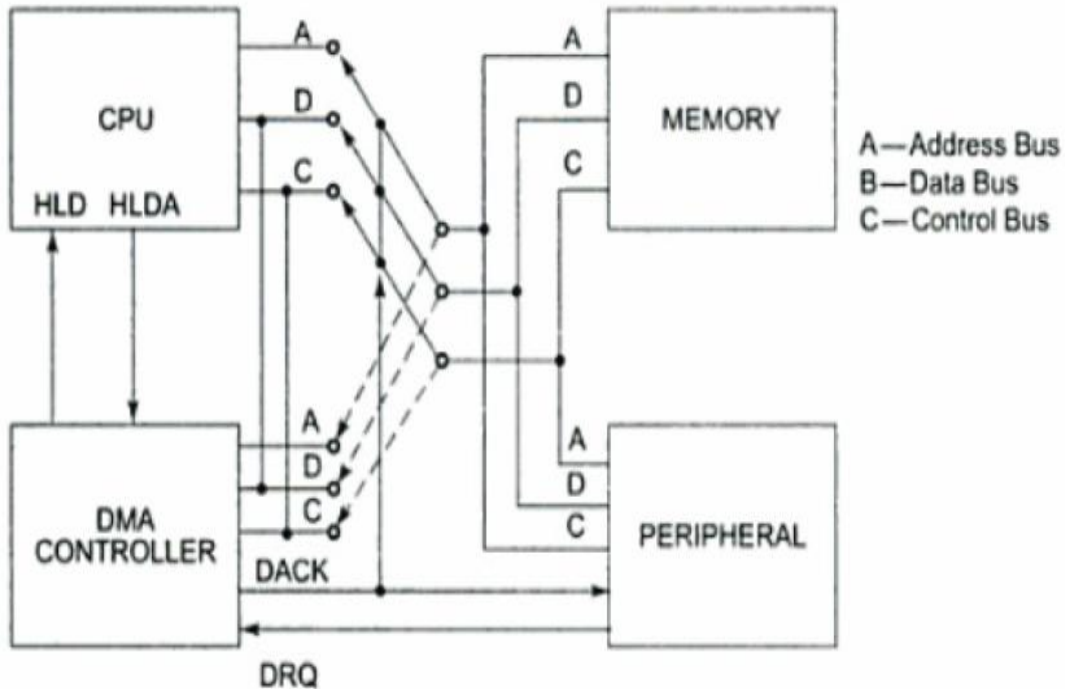 A
D
C
CPU
HLD HLDA
A
D
C
MEMORY
A—Address Bus
B—Data Bus
C—Control Bus
A
D
C
DMA
CONTROLLER
DACK
DRQ
A
D
C
PERIPHERAL